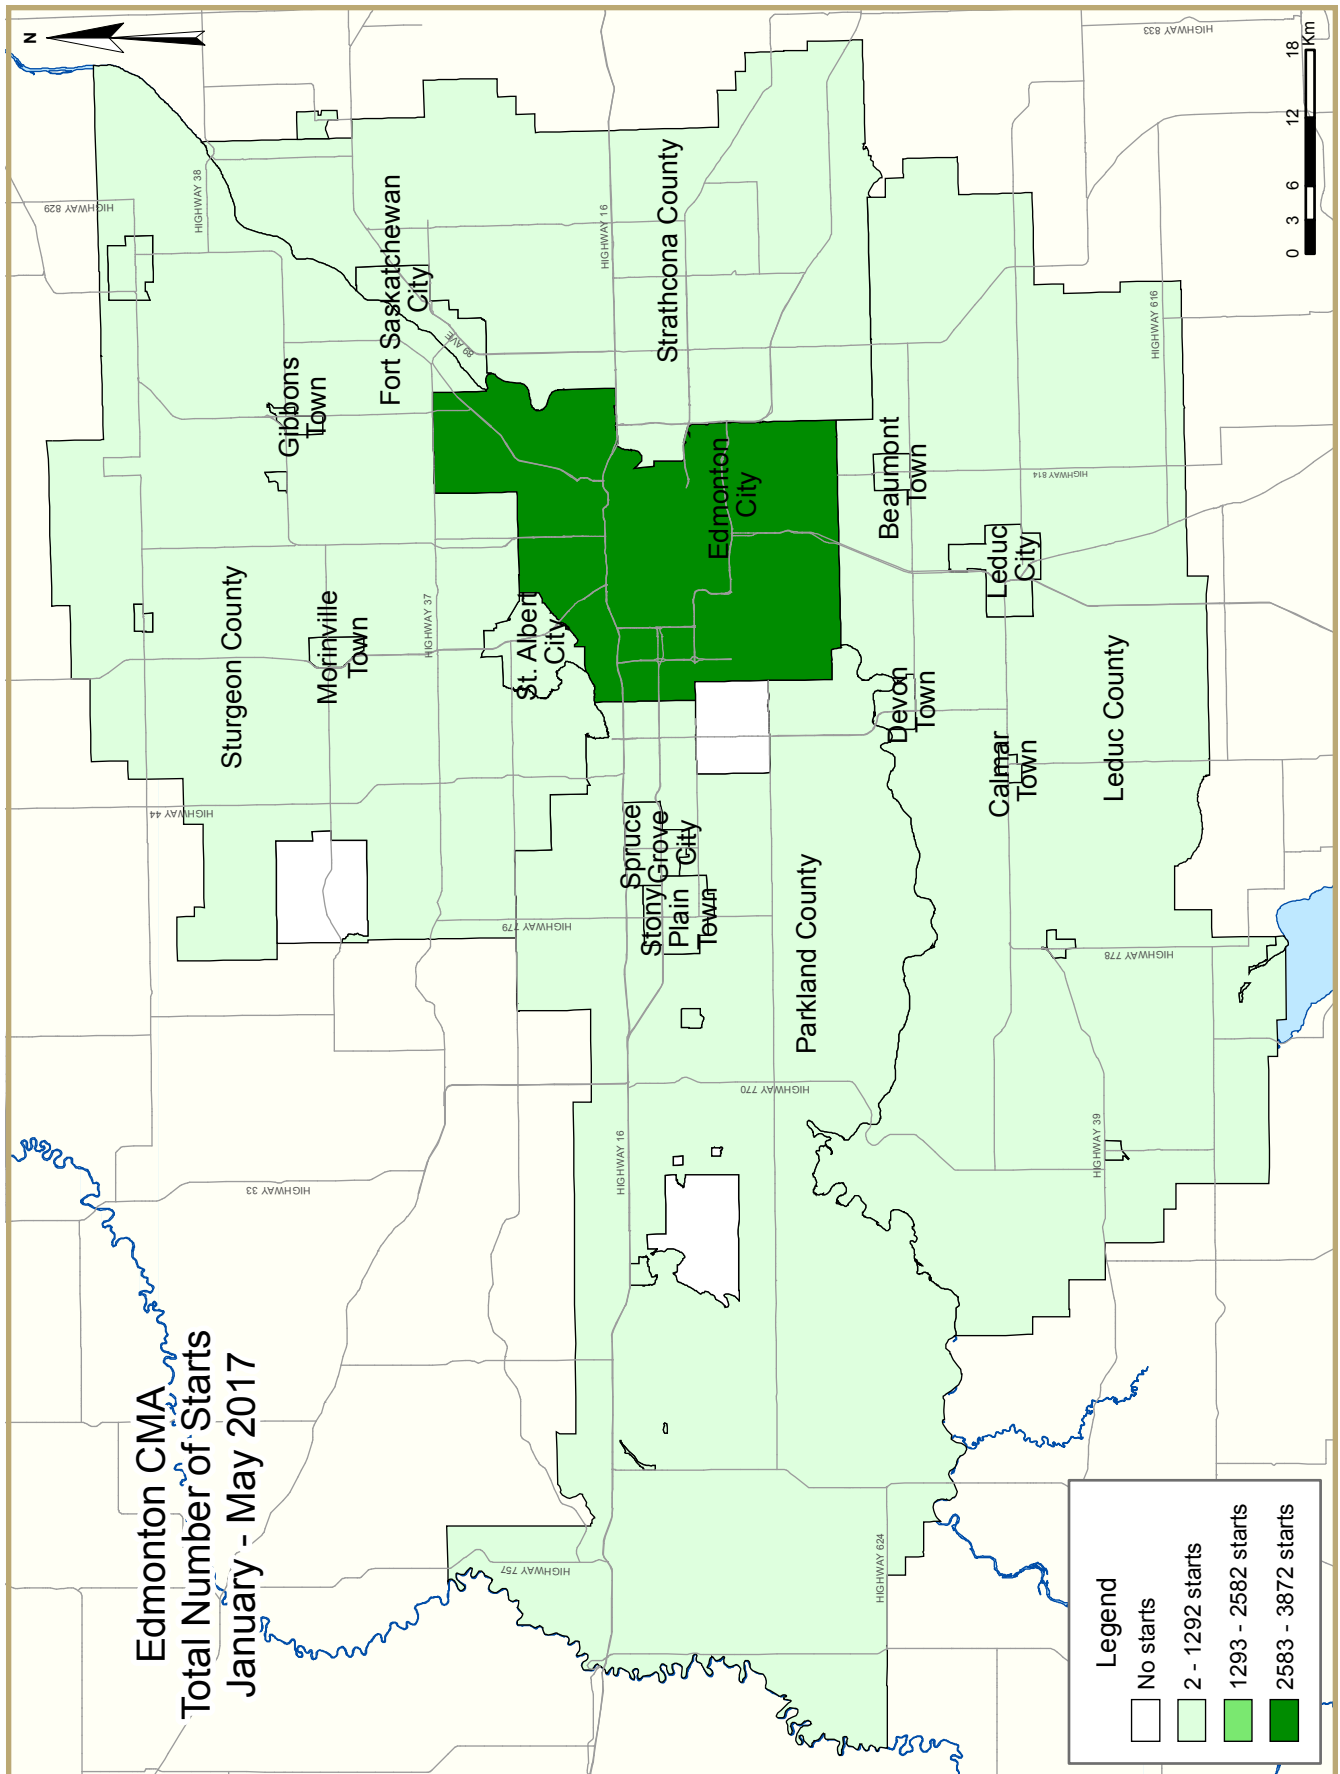 Edmonton CMA
Total Number of Starts
January - May 2017
N
HIGHWAY 829
HIGHWAY 38
HIGHWAY 833
Gibbons
Town
Fort Saskatchewan
City
89 AVE
HIGHWAY 16
Strathcona County
HIGHWAY 616
Sturgeon County
Morinville
Town
HIGHWAY 37
St. Albert
City
Edmonton
City
Beaumont
Town
HIGHWAY 814
Leduc
City
HIGHWAY 44
HIGHWAY 779
Spruce
Grove
City
Stony
Plain
Town
Devon
Town
Calmar
Town
Leduc County
Parkland County
HIGHWAY 778
HIGHWAY 770
HIGHWAY 33
HIGHWAY 16
HIGHWAY 39
HIGHWAY 757
HIGHWAY 624
Legend
No starts
2 - 1292 starts
1293 - 2582 starts
2583 - 3872 starts
0 3 6 12 18
Km